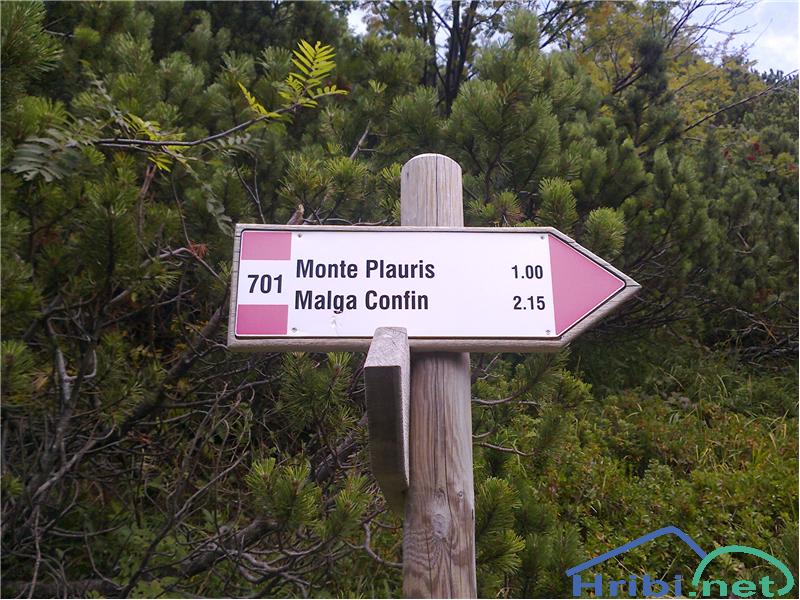 701
Monte Plauris 1.00
Malga Confin 2.15
Hribi.net